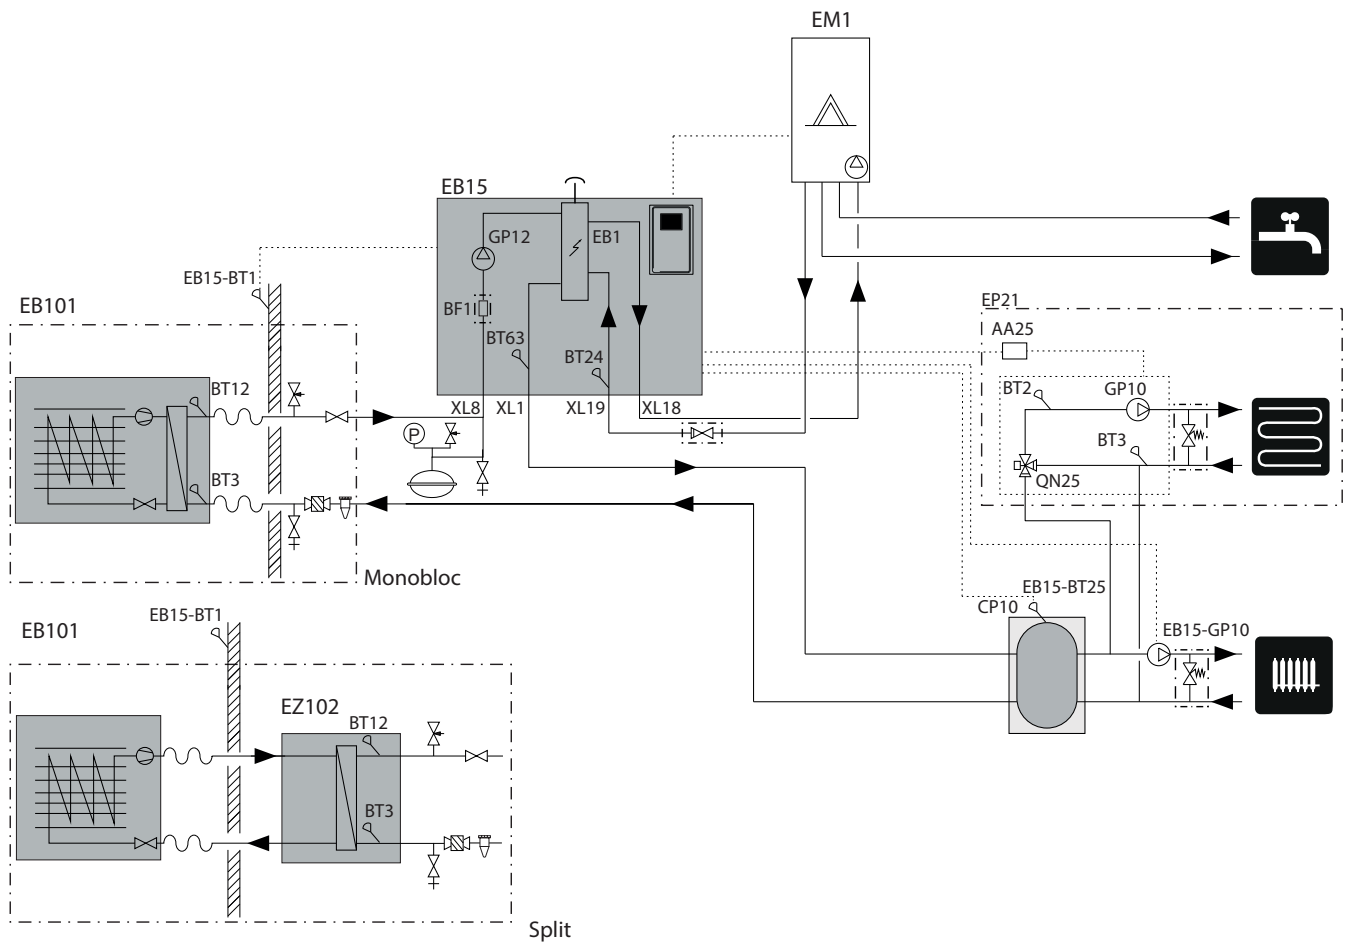 EM1
EB15
GP12
EB1
EB15-BT1
BF1
EB101
EP21
AA25
BT63
BT24
BT12
BT2
GP10
XL8
XL1
XL19
XL18
P
BT3
BT3
QN25
Monobloc
EB15-BT25
CP10
EB15-BT1
EB101
EB15-GP10
EZ102
BT12
BT3
Split